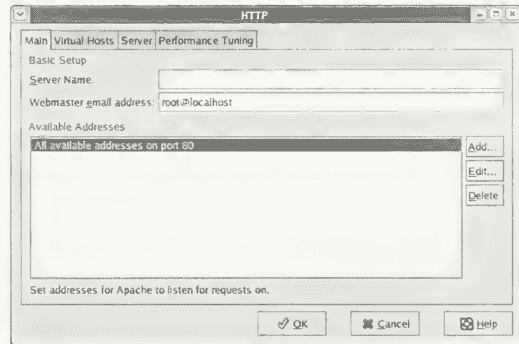 HTTP
Main Virtual Hosts Server Performance Tuning
Basic Setup
Server Name:
Webmaster email address: root@localhost
Available Addresses
All available addresses on port 80
Add...
Edit...
Delete
Set addresses for Apache to listen for requests on.
OK Cancel Help